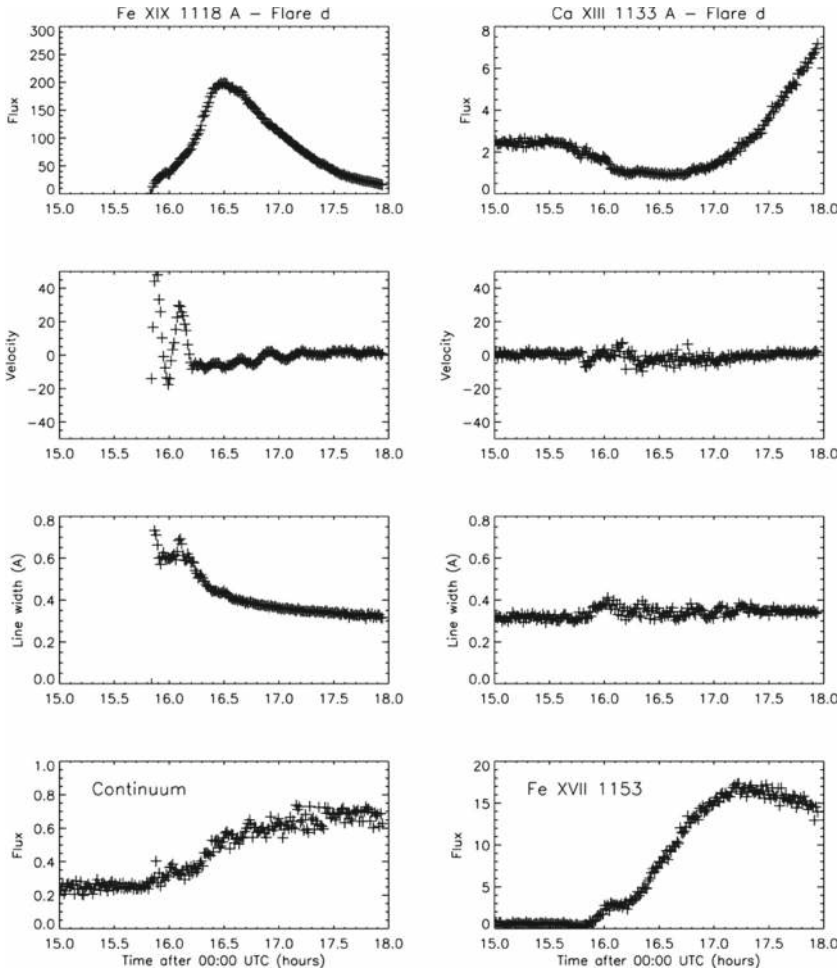 Fe XIX 1118 A – Flare d
Ca XIII 1133 A – Flare d
Flux
300
250
200
150
100
50
0
15.0 15.5 16.0 16.5 17.0 17.5 18.0
Flux
8
6
4
2
0
15.0 15.5 16.0 16.5 17.0 17.5 18.0
Velocity
40
20
0
−20
−40
15.0 15.5 16.0 16.5 17.0 17.5 18.0
Velocity
40
20
0
−20
−40
15.0 15.5 16.0 16.5 17.0 17.5 18.0
Line width (A)
0.8
0.6
0.4
0.2
0.0
15.0 15.5 16.0 16.5 17.0 17.5 18.0
Line width (A)
0.8
0.6
0.4
0.2
0.0
15.0 15.5 16.0 16.5 17.0 17.5 18.0
Continuum
Flux
1.0
0.8
0.6
0.4
0.2
0.0
15.0 15.5 16.0 16.5 17.0 17.5 18.0
Time after 00:00 UTC (hours)
Fe XVII 1153
Flux
20
15
10
5
0
15.0 15.5 16.0 16.5 17.0 17.5 18.0
Time after 00:00 UTC (hours)